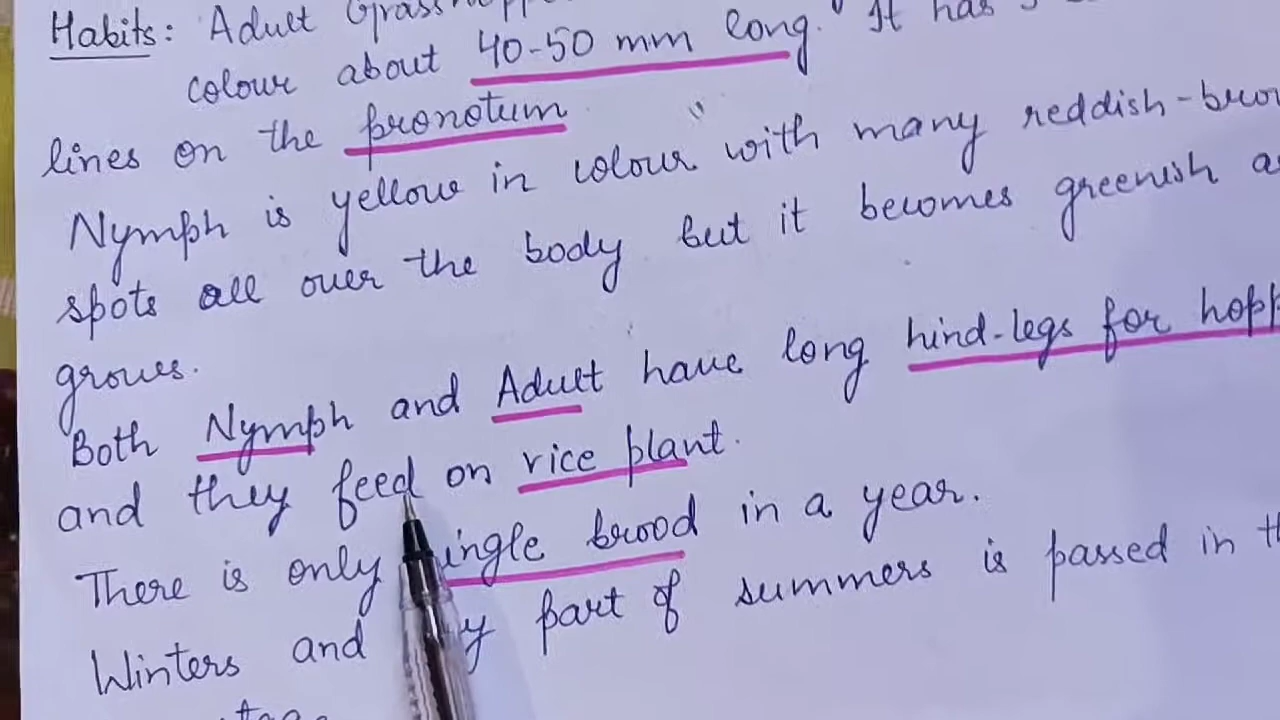 Habits: Adult
colour about 40-50 mm long. It has
lines on the pronotum
Nymph is yellow in colour with many reddish-
spots all over the body but it becomes greenish
grows.
Both Nymph and Adult have long hind-legs for
and they feed on rice plant.
There is only brood in a year.
Winters and part of summers is passed in